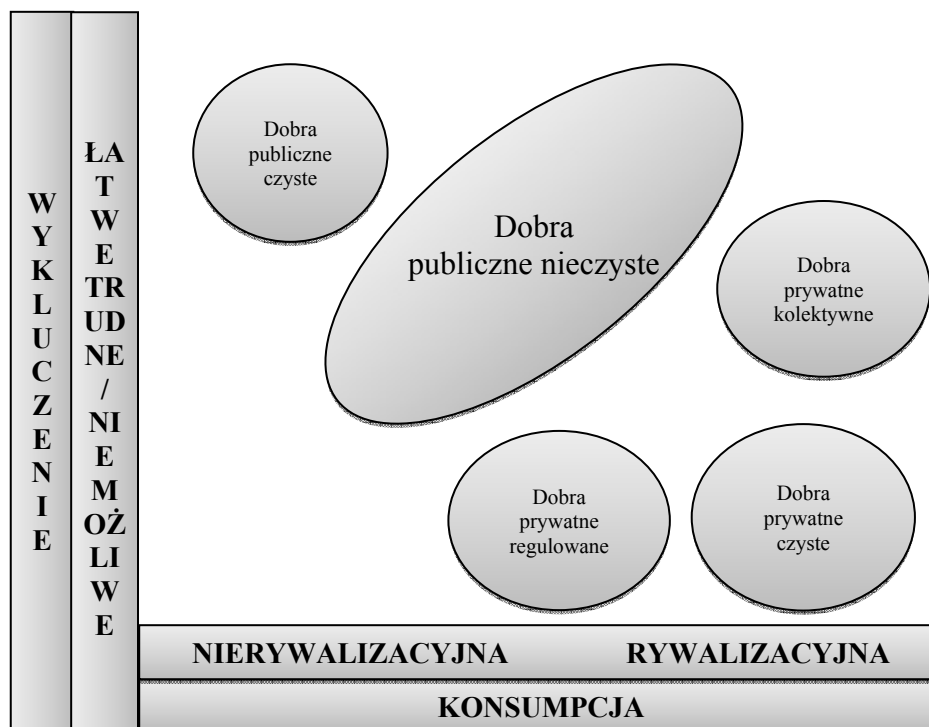 WYKLUCZENIE
ŁATWE TRUDNE/NIEMOŻLIWE
Dobra
publiczne
czyste
Dobra
publiczne nieczyste
Dobra
prywatne
kolektywne
Dobra
prywatne
regulowane
Dobra
prywatne
czyste
NIERYWALIZACYJNA RYWALIZACYJNA
KONSUMPCJA